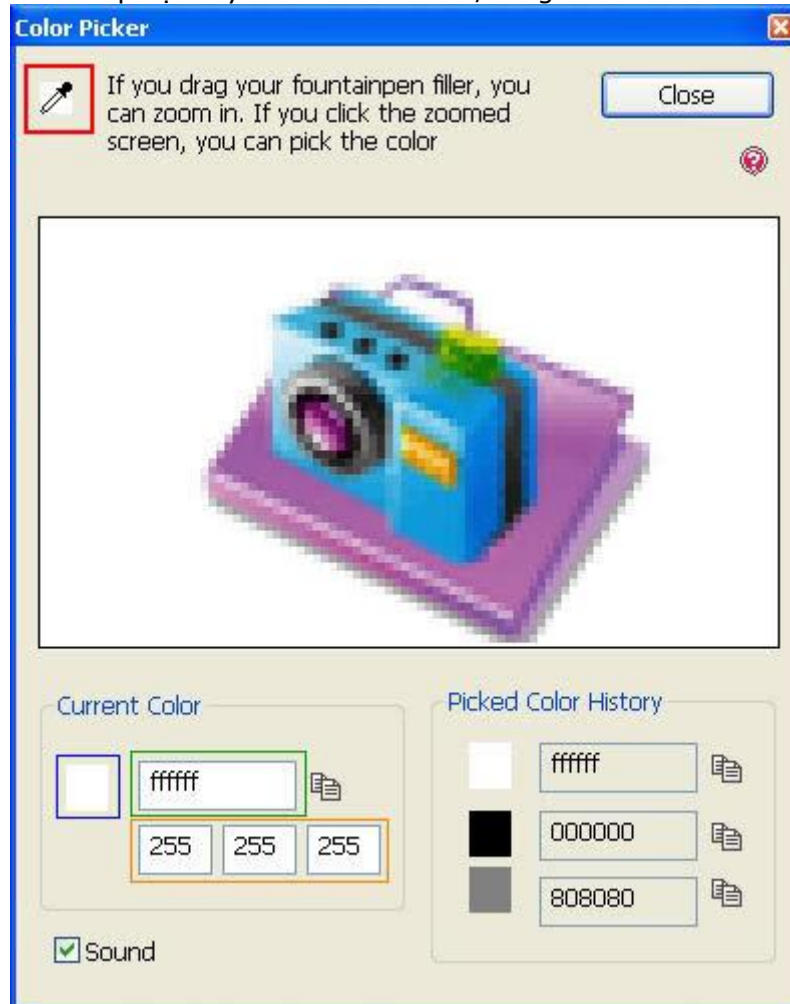 Color Picker
If you drag your fountainpen filler, you
can zoom in. If you click the zoomed
screen, you can pick the color
Close
Current Color
ffffff
255 255 255
Picked Color History
ffffff
000000
808080
Sound